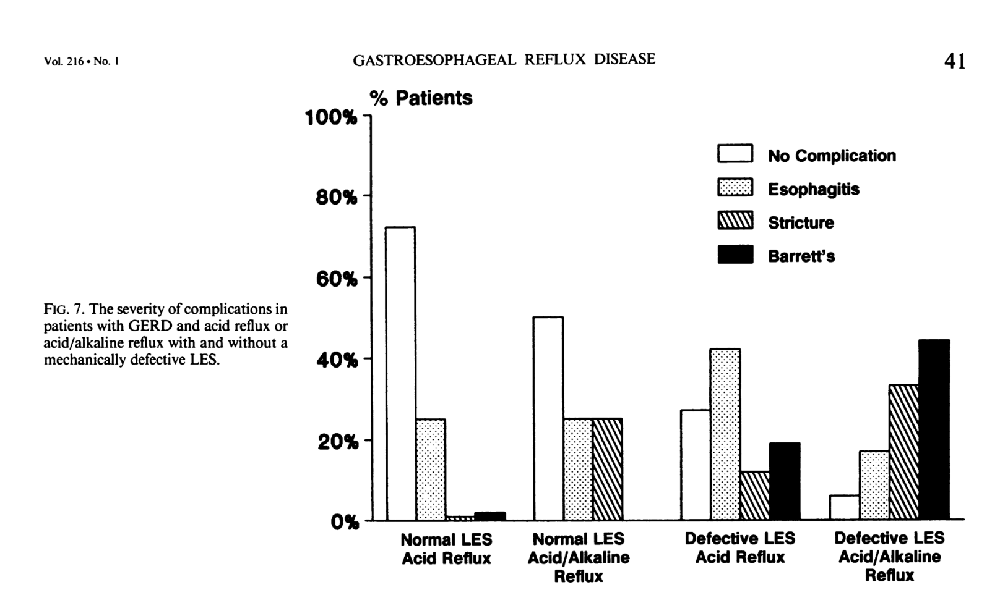 Vol. 216 • No. 1
GASTROESOPHAGEAL REFLUX DISEASE
41
% Patients
100%
80%
60%
40%
20%
0%
No Complication
Esophagitis
Stricture
Barrett's
FIG. 7. The severity of complications in
patients with GERD and acid reflux or
acid/alkaline reflux with and without a
mechanically defective LES.
Normal LES
Acid Reflux
Normal LES
Acid/Alkaline
Reflux
Defective LES
Acid Reflux
Defective LES
Acid/Alkaline
Reflux